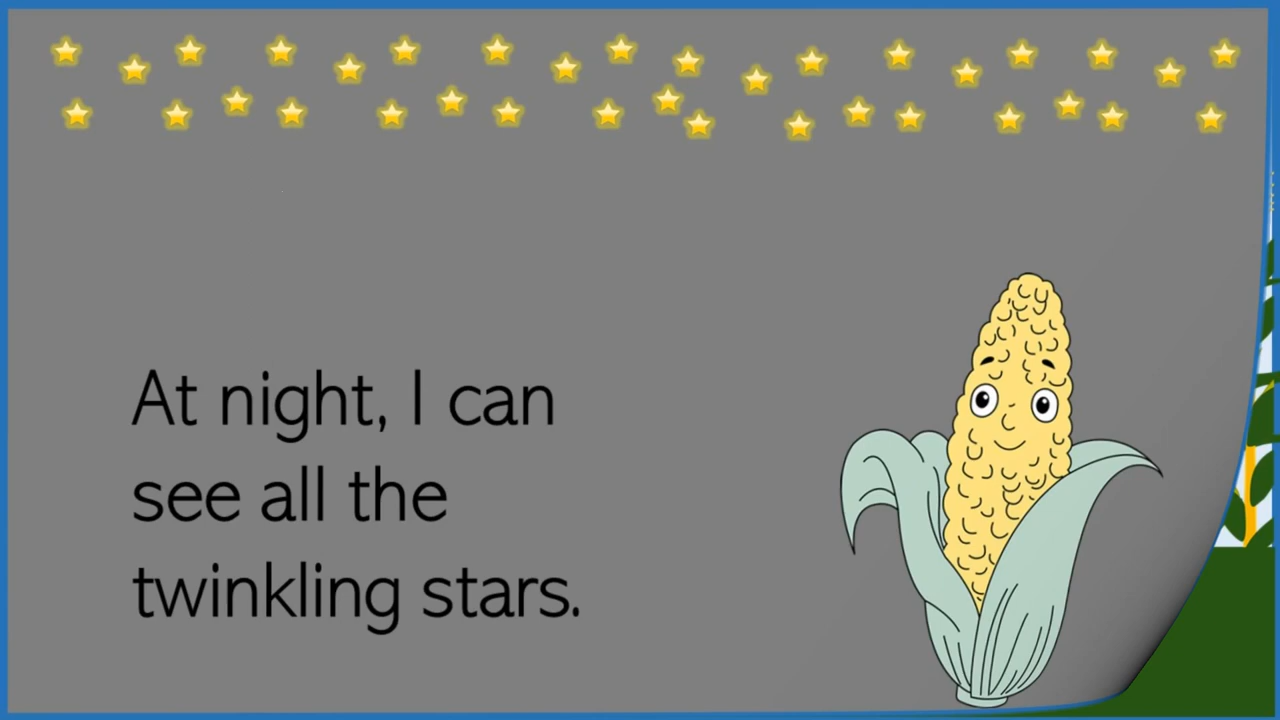 At night, I can
see all the
twinkling stars.